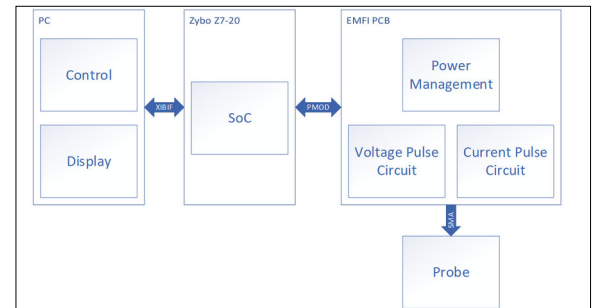 PC
Control
Display
XIBIF
Zybo Z7-20
SoC
PMOD
EMFI PCB
Power
Management
Voltage Pulse
Circuit
Current Pulse
Circuit
SMA
Probe